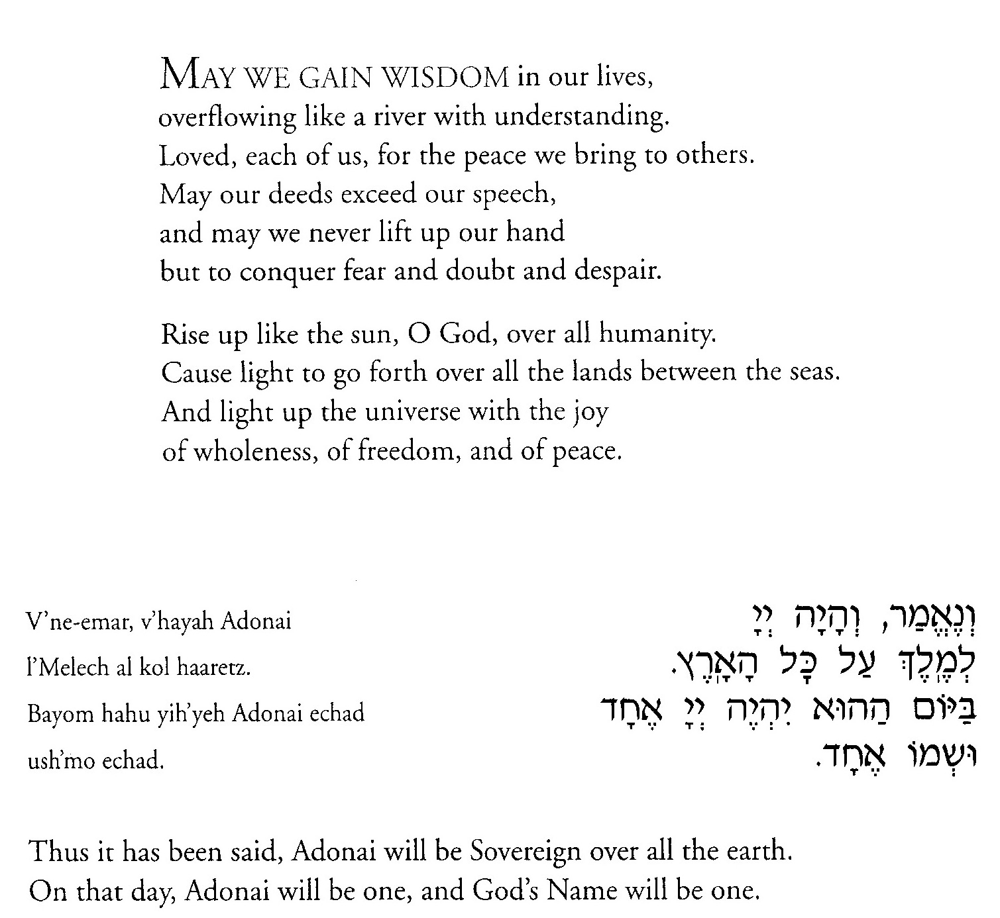 MAY WE GAIN WISDOM in our lives,
overflowing like a river with understanding.
Loved, each of us, for the peace we bring to others.
May our deeds exceed our speech,
and may we never lift up our hand
but to conquer fear and doubt and despair.
Rise up like the sun, O God, over all humanity.
Cause light to go forth over all the lands between the seas.
And light up the universe with the joy
of wholeness, of freedom, and of peace.
V'ne-emar, v'hayah Adonai
l'Melech al kol haaretz.
Bayom hahu yih'yeh Adonai echad
ush'mo echad.
וְנֶאֱמַר, וְהָיָה יְיָ
לְמֶֽלֶךְ עַל כׇּל הָאָֽרֶץ.
בַּיּוֹם הַהוּא יִהְיֶה יְיָ אֶחָד
וּשְׁמוֹ אֶחָד.
Thus it has been said, Adonai will be Sovereign over all the earth.
On that day, Adonai will be one, and God's Name will be one.